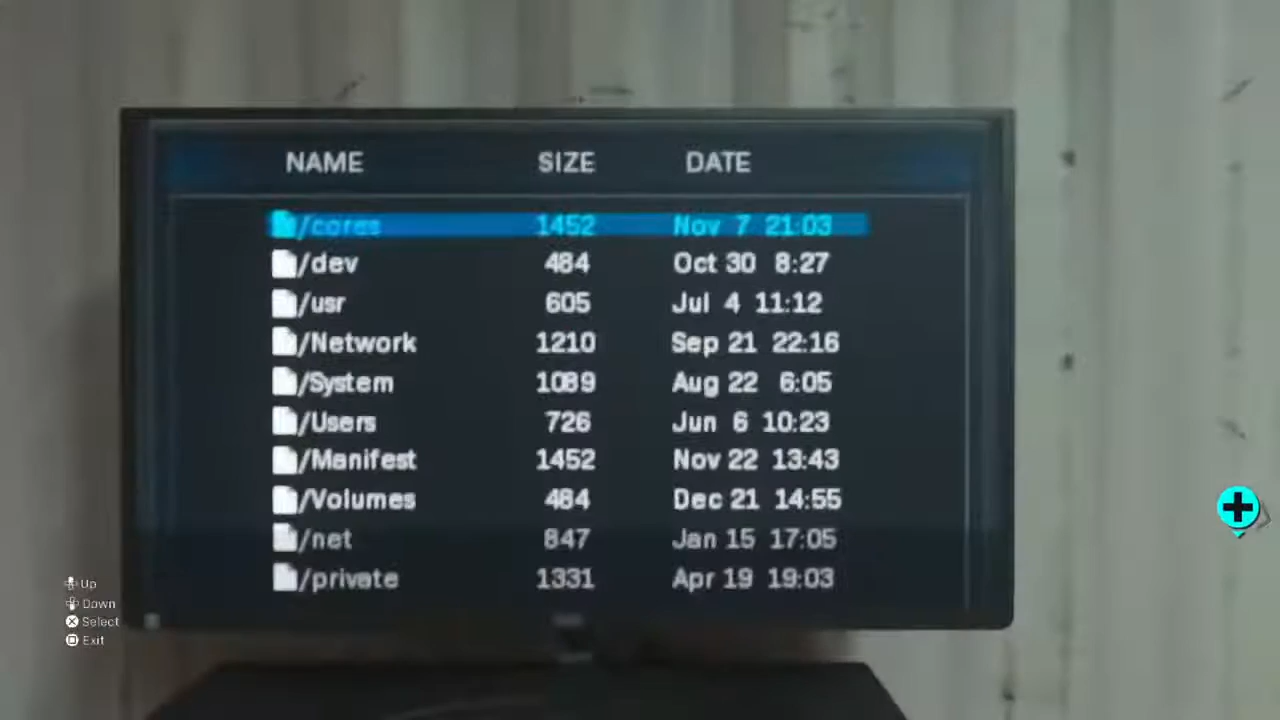 NAME SIZE DATE
/cores 1452 Nov 7 21:03
/dev 484 Oct 30 8:27
/usr 605 Jul 4 11:12
/Network 1210 Sep 21 22:16
/System 1089 Aug 22 6:05
/Users 726 Jun 6 10:23
/Manifest 1452 Nov 22 13:43
/Volumes 484 Dec 21 14:55
/net 847 Jan 15 17:05
/private 1331 Apr 19 19:03
Up
Down
Select
Exit